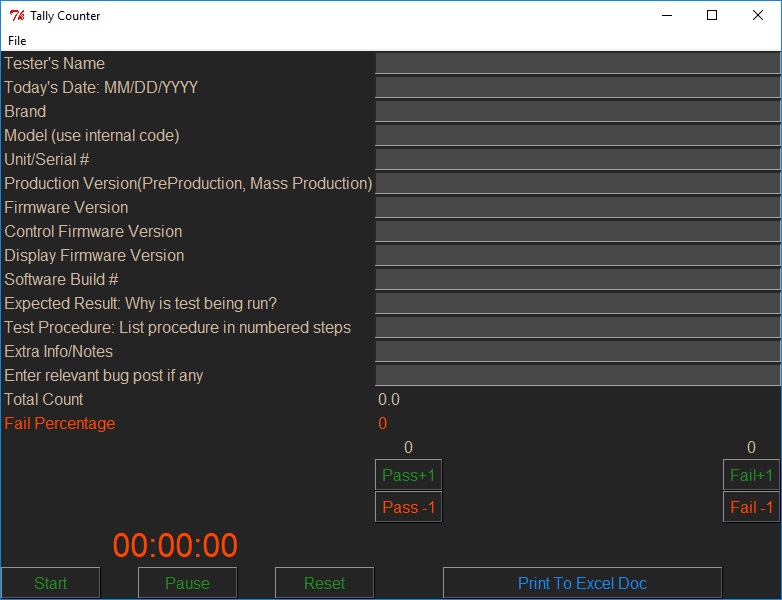 Tally Counter
File
Tester's Name
Today's Date: MM/DD/YYYY
Brand
Model (use internal code)
Unit/Serial #
Production Version(PreProduction, Mass Production)
Firmware Version
Control Firmware Version
Display Firmware Version
Software Build #
Expected Result: Why is test being run?
Test Procedure: List procedure in numbered steps
Extra Info/Notes
Enter relevant bug post if any
Total Count 0.0
Fail Percentage 0
0 0
Pass+1 Fail+1
Pass -1 Fail -1
00:00:00
Start Pause Reset Print To Excel Doc